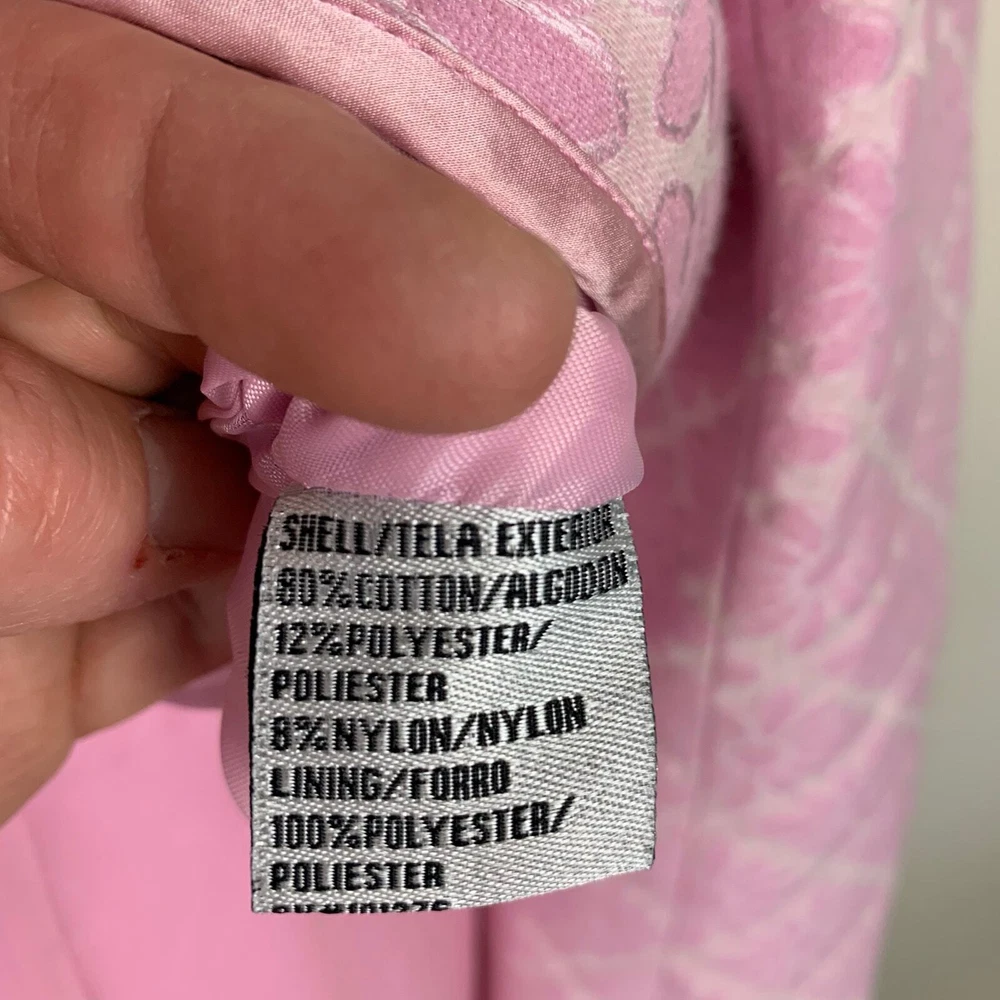 SHELL/TELA EXTERIOR
80%COTTON/ALGODON
12%POLYESTER/
POLIESTER
8%NYLON/NYLON
LINING/FORRO
100%POLYESTER/
POLIESTER